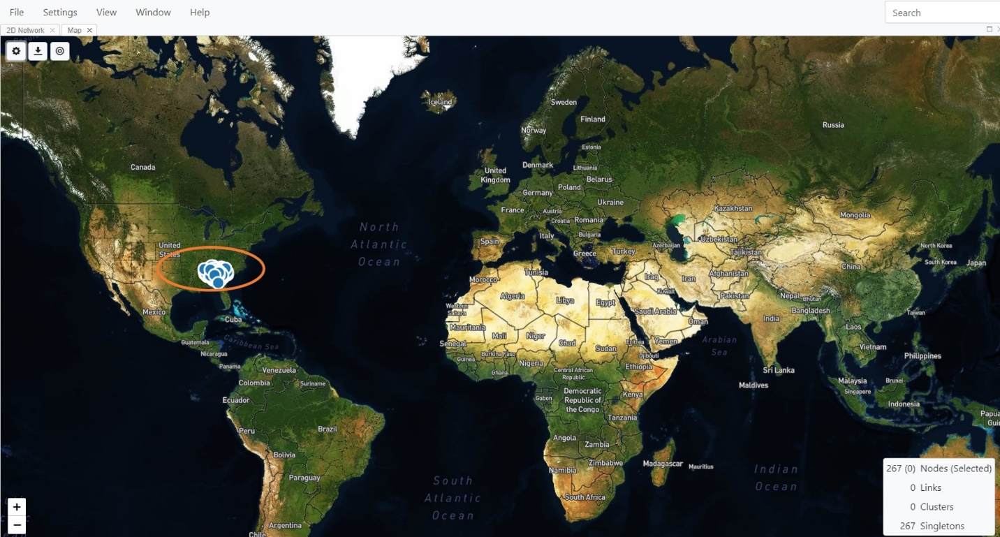 File Settings View Window Help
Search
2D Network × Map ×
Iceland
Sweden
Finland
Russia
Norway
Estonia
Canada
Denmark
Lithuania
United
Kingdom
Belarus
Poland
Germany
Ukraine
France
Austria
Kazakhstan
Mongolia
Croatia
Romania
North
Atlantic
Ocean
Italy
Bulgaria
Spain
Uzbekistan
United
States
Greece
Turkey
Azerbaijan
Tajikistan
North Korea
South Korea
Japan
China
Tunisia
Morocco
Iraq
Iran
Afghanistan
Kuwait
Pakistan
Nepal
Bhutan
Algeria
Libya
Egypt
Western
Sahara
Saudi Arabia
Bangladesh
Taiwan
Mexico
Cuba
India
Oman
Mauritania
Mali
Niger
Chad
Sudan
Eritrea
Yemen
Laos
Guatemala
Caribbean Sea
Arabian
Sea
Senegal
Vietnam
Nicaragua
Burkina Faso
Djibouti
Philippines
Guinea
Nigeria
Ethiopia
Panama
Venezuela
Ghana
Central African
Republic
Sri Lanka
Colombia
Suriname
Maldives
Malaysia
Brunei
Singapore
Ecuador
Gabon
Democratic
Republic of
the Congo
Kenya
Indonesia
Papua
Tanzania
Peru
Brazil
Angola
Zambia
Bolivia
Zimbabwe
Madagascar
Mauritius
Namibia
Indian
Ocean
Paraguay
South
Atlantic
Ocean
South Africa
Argentina
Chile
+
−
267 (0) Nodes (Selected)
0 Links
0 Clusters
267 Singletons